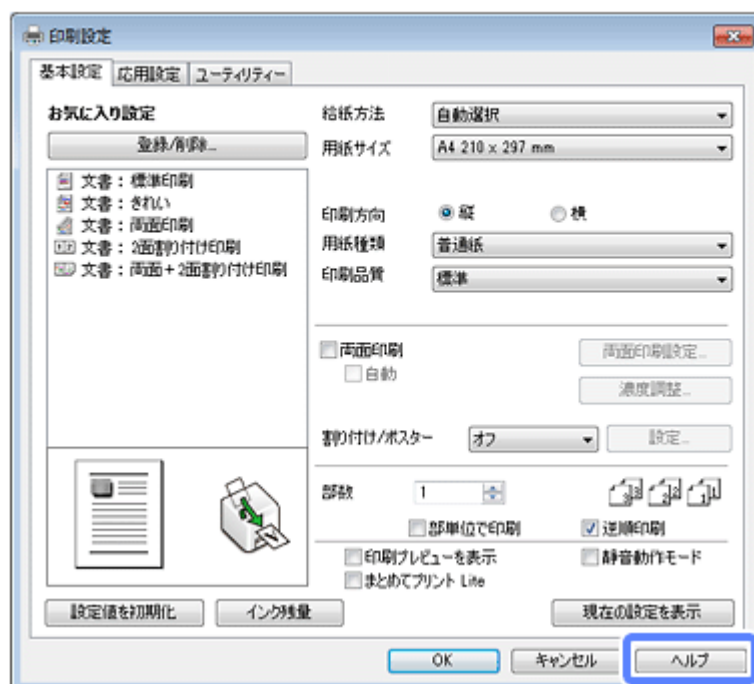 印刷設定
基本設定 応用設定 ユーティリティー
お気に入り設定
登録/削除...
文書：標準印刷
文書：きれい
文書：両面印刷
文書：2面割り付け印刷
文書：両面＋2面割り付け印刷
給紙方法 自動選択
用紙サイズ A4 210 x 297 mm
印刷方向 縦 横
用紙種類 普通紙
印刷品質 標準
両面印刷 両面印刷設定...
自動
濃度調整...
割り付け/ポスター オフ 設定...
部数 1
部単位で印刷 逆順印刷
印刷プレビューを表示 静音動作モード
まとめてプリント Lite
設定値を初期化 インク残量 現在の設定を表示
OK キャンセル ヘルプ